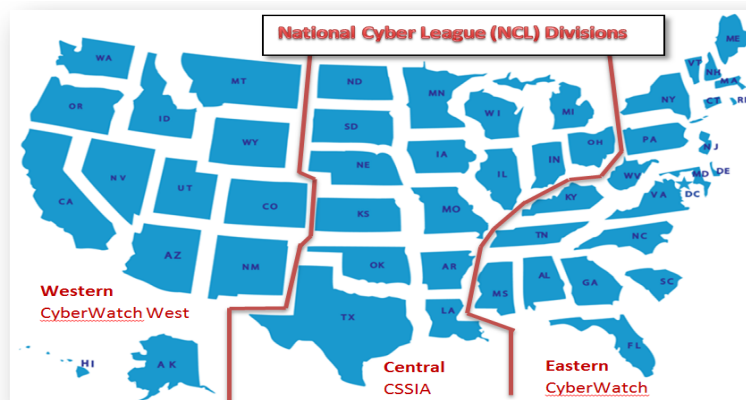 National Cyber League (NCL) Divisions
WA
MT
ND
MN
ME
VT
NH
MA
OR
ID
WY
SD
WI
MI
NY
CT
RI
NE
IA
IL
IN
OH
PA
NJ
NV
UT
CO
KS
MO
KY
WV
MD
DE
VA
DC
CA
AZ
NM
OK
AR
TN
NC
SC
TX
LA
MS
AL
GA
FL
HI
AK
Western
CyberWatch West
Central
CSSIA
Eastern
CyberWatch